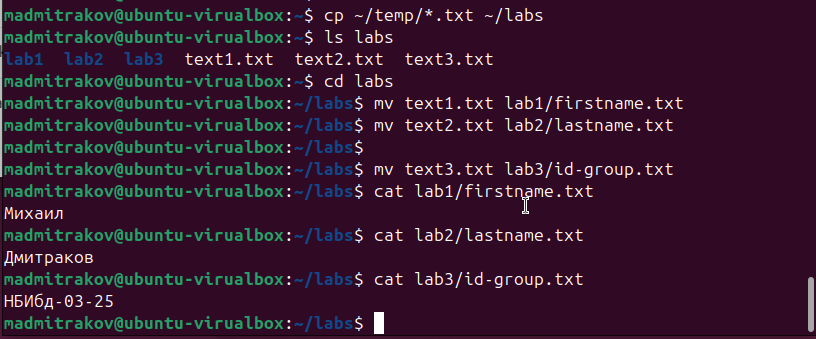 madmitrakov@ubuntu-virualbox:~$ cp ~/temp/*.txt ~/labs
madmitrakov@ubuntu-virualbox:~$ ls labs
lab1  lab2  lab3  text1.txt  text2.txt  text3.txt
madmitrakov@ubuntu-virualbox:~$ cd labs
madmitrakov@ubuntu-virualbox:~/labs$ mv text1.txt lab1/firstname.txt
madmitrakov@ubuntu-virualbox:~/labs$ mv text2.txt lab2/lastname.txt
madmitrakov@ubuntu-virualbox:~/labs$
madmitrakov@ubuntu-virualbox:~/labs$ mv text3.txt lab3/id-group.txt
madmitrakov@ubuntu-virualbox:~/labs$ cat lab1/firstname.txt
Михаил
madmitrakov@ubuntu-virualbox:~/labs$ cat lab2/lastname.txt
Дмитраков
madmitrakov@ubuntu-virualbox:~/labs$ cat lab3/id-group.txt
НБИбд-03-25
madmitrakov@ubuntu-virualbox:~/labs$